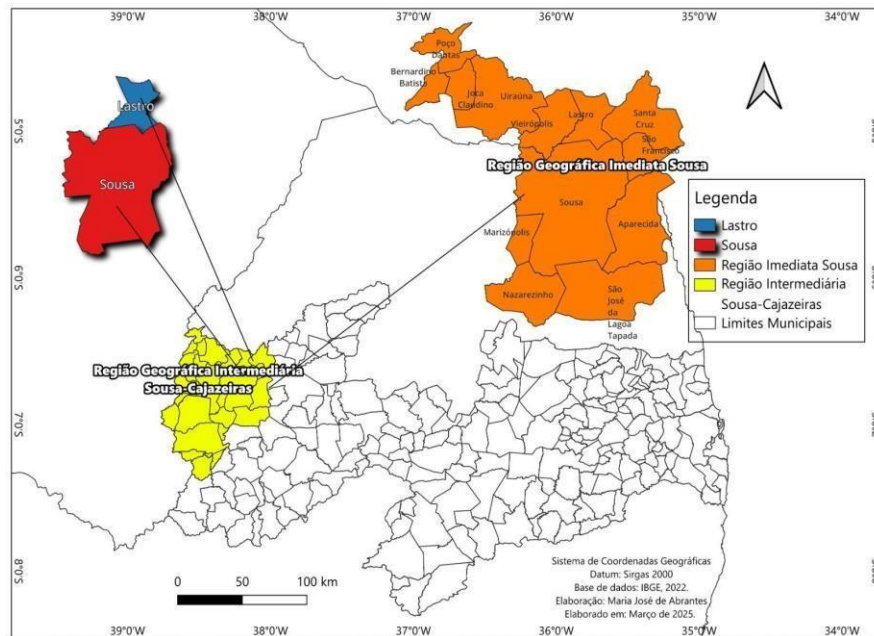 39°0'W 38°0'W 37°0'W 36°0'W 35°0'W 34°0'W
Poço
Dantas
Bernardino
Batista
Joca
Claudino
Uiraúna
Vieirópolis
Lastro
Santa
Cruz
São
Francisco
Lastro
Região Geográfica Imediata Sousa
Sousa
Sousa
Aparecida
Marizópolis
Nazarezinho
São
José
da
Lagoa
Tapada
Legenda
Lastro
Sousa
Região Imediata Sousa
Região Intermediária
Sousa-Cajazeiras
Limites Municipais
Região Geográfica Intermediária
Sousa-Cajazeiras
6°0'S
7°0'S
0 50 100 km
Sistema de Coordenadas Geográficas
Datum: Sirgas 2000
Base de dados: IBGE, 2022.
Elaboração: Maria José de Abrantes
Elaborado em: Março de 2025.
39°0'W 38°0'W 37°0'W 36°0'W 35°0'W 34°0'W